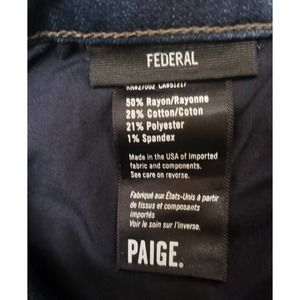 FEDERAL
50% Rayon/Rayonne
28% Cotton/Coton
21% Polyester
1% Spandex
Made in the USA of Imported
fabric and components.
See care on reverse.
Fabriqué aux États-Unis à partir
de tissus et composants
importés
Voir le soin sur l'inverse.
PAIGE.